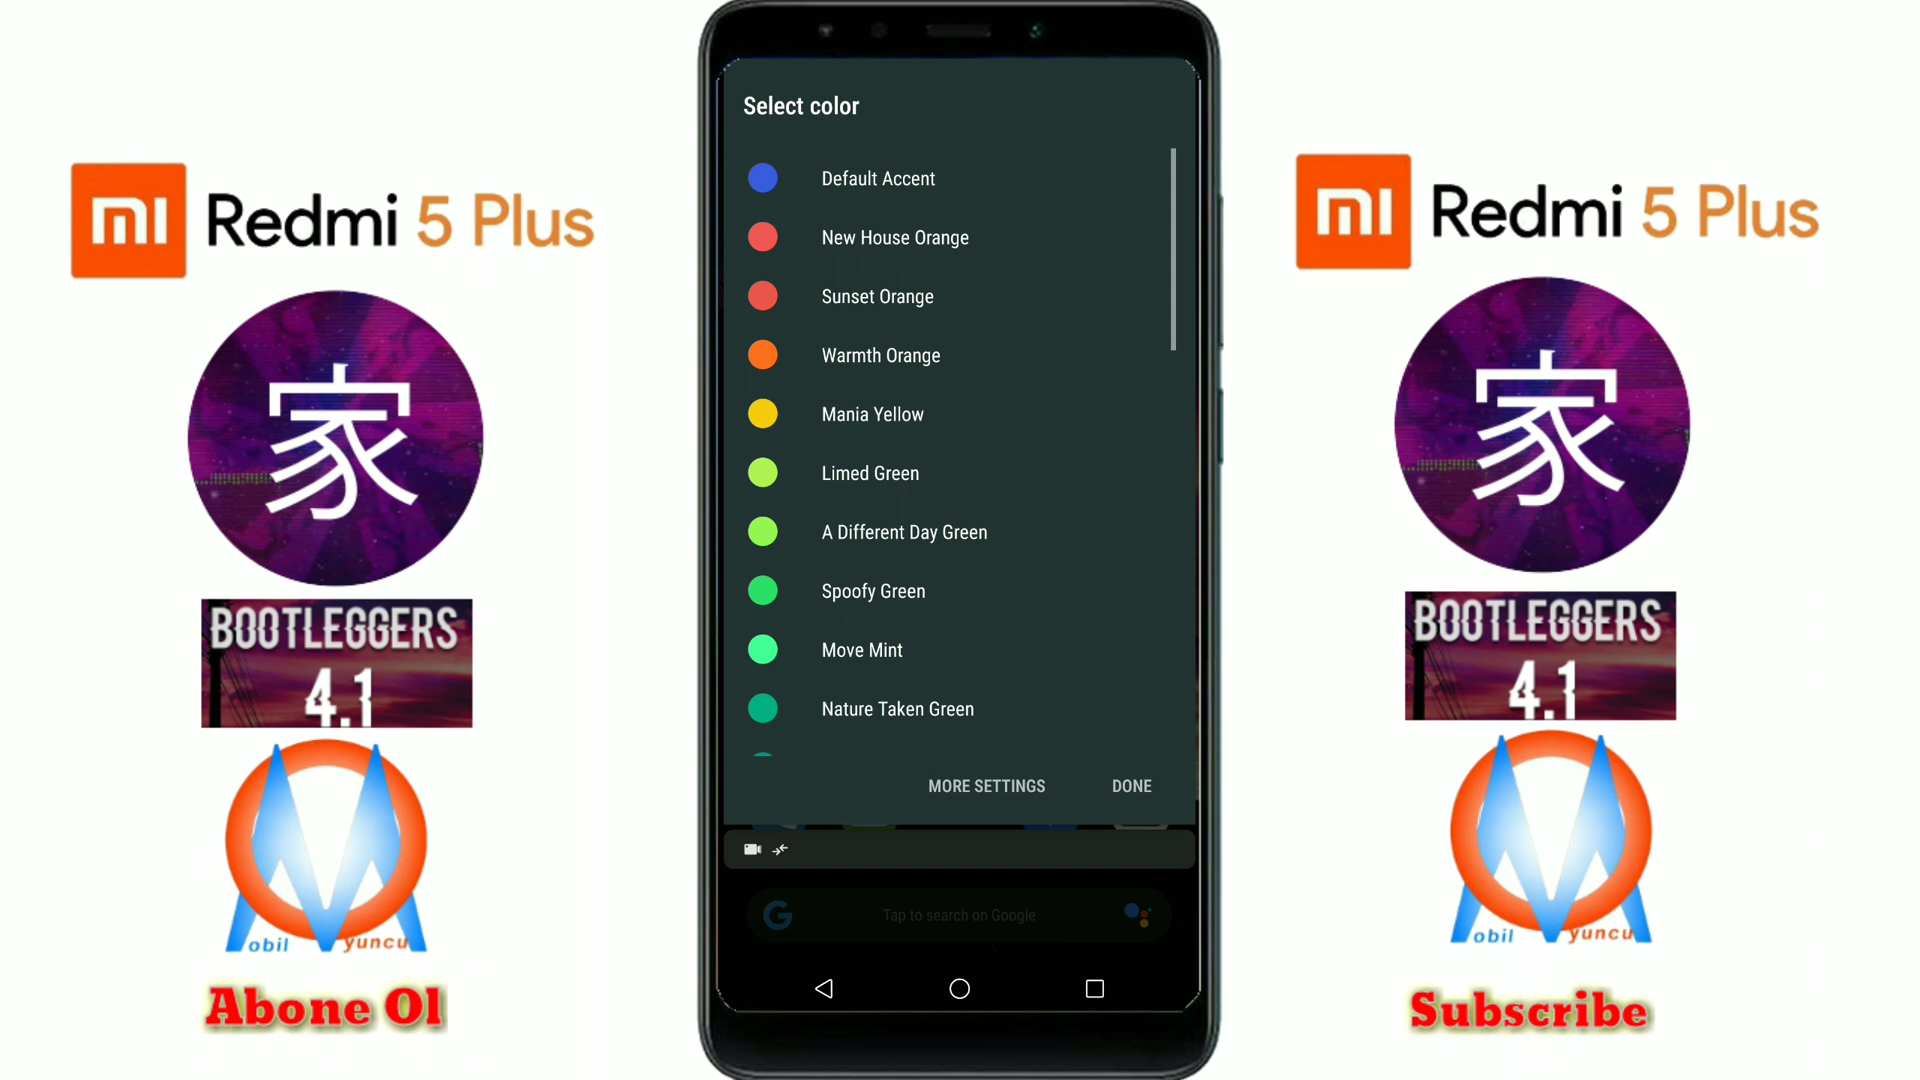 mi Redmi 5 Plus
家
BOOTLEGGERS
4.1
obil yuncu
Abone Ol
Select color
Default Accent
New House Orange
Sunset Orange
Warmth Orange
Mania Yellow
Limed Green
A Different Day Green
Spoofy Green
Move Mint
Nature Taken Green
MORE SETTINGS DONE
G Tap to search on Google
mi Redmi 5 Plus
家
BOOTLEGGERS
4.1
obil yuncu
Subscribe